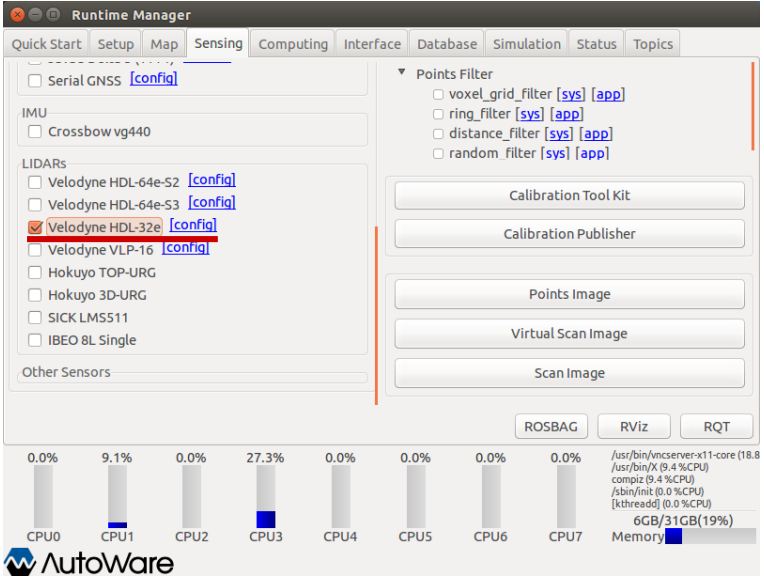 Runtime Manager
Quick Start Setup Map Sensing Computing Interface Database Simulation Status Topics
Serial GNSS [config]
IMU
Crossbow vg440
LIDARs
Velodyne HDL-64e-S2 [config]
Velodyne HDL-64e-S3 [config]
Velodyne HDL-32e [config]
Velodyne VLP-16 [config]
Hokuyo TOP-URG
Hokuyo 3D-URG
SICK LMS511
IBEO 8L Single
Other Sensors
Points Filter
voxel_grid_filter [sys] [app]
ring_filter [sys] [app]
distance_filter [sys] [app]
random_filter [sys] [app]
Calibration Tool Kit
Calibration Publisher
Points Image
Virtual Scan Image
Scan Image
ROSBAG RViz RQT
0.0% 9.1% 0.0% 27.3% 0.0% 0.0% 0.0% 0.0%
CPU0 CPU1 CPU2 CPU3 CPU4 CPU5 CPU6 CPU7
/usr/bin/vncserver-x11-core (18.8
/usr/bin/X (9.4 %CPU)
compiz (9.4 %CPU)
/sbin/init (0.0 %CPU)
[kthreadd] (0.0 %CPU)
6GB/31GB(19%)
Memory
AutoWare